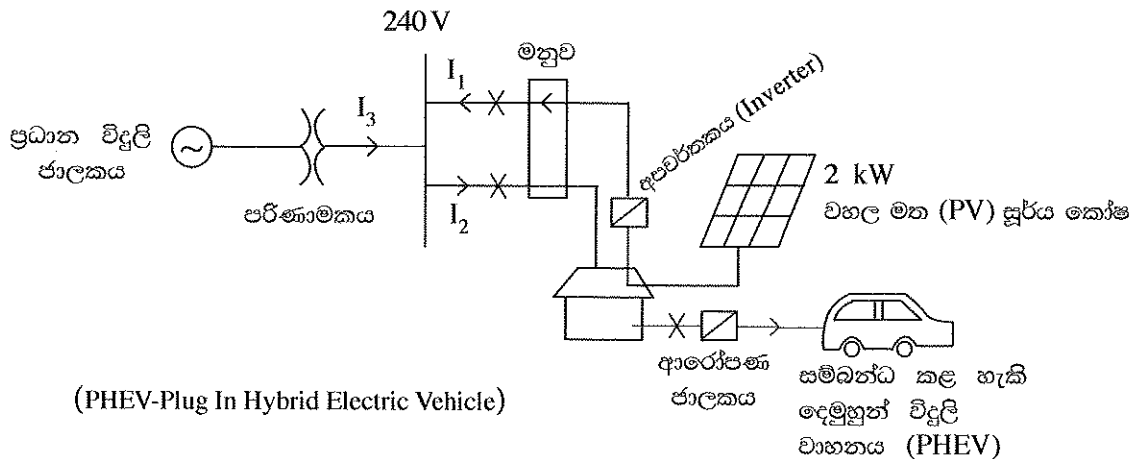 240 V
මනුව
I₁
අපවර්තකය (Inverter)
I₃
ප්‍රධාන විදුලි
ජාලකය
2 kW
වහල මත (PV) සූර්ය කෝෂ
පරිණාමකය
I₂
ආරෝපණ
ජාලකය
සම්බන්ධ කළ හැකි
දෙමුහුන් විදුලි
වාහනය (PHEV)
(PHEV-Plug In Hybrid Electric Vehicle)